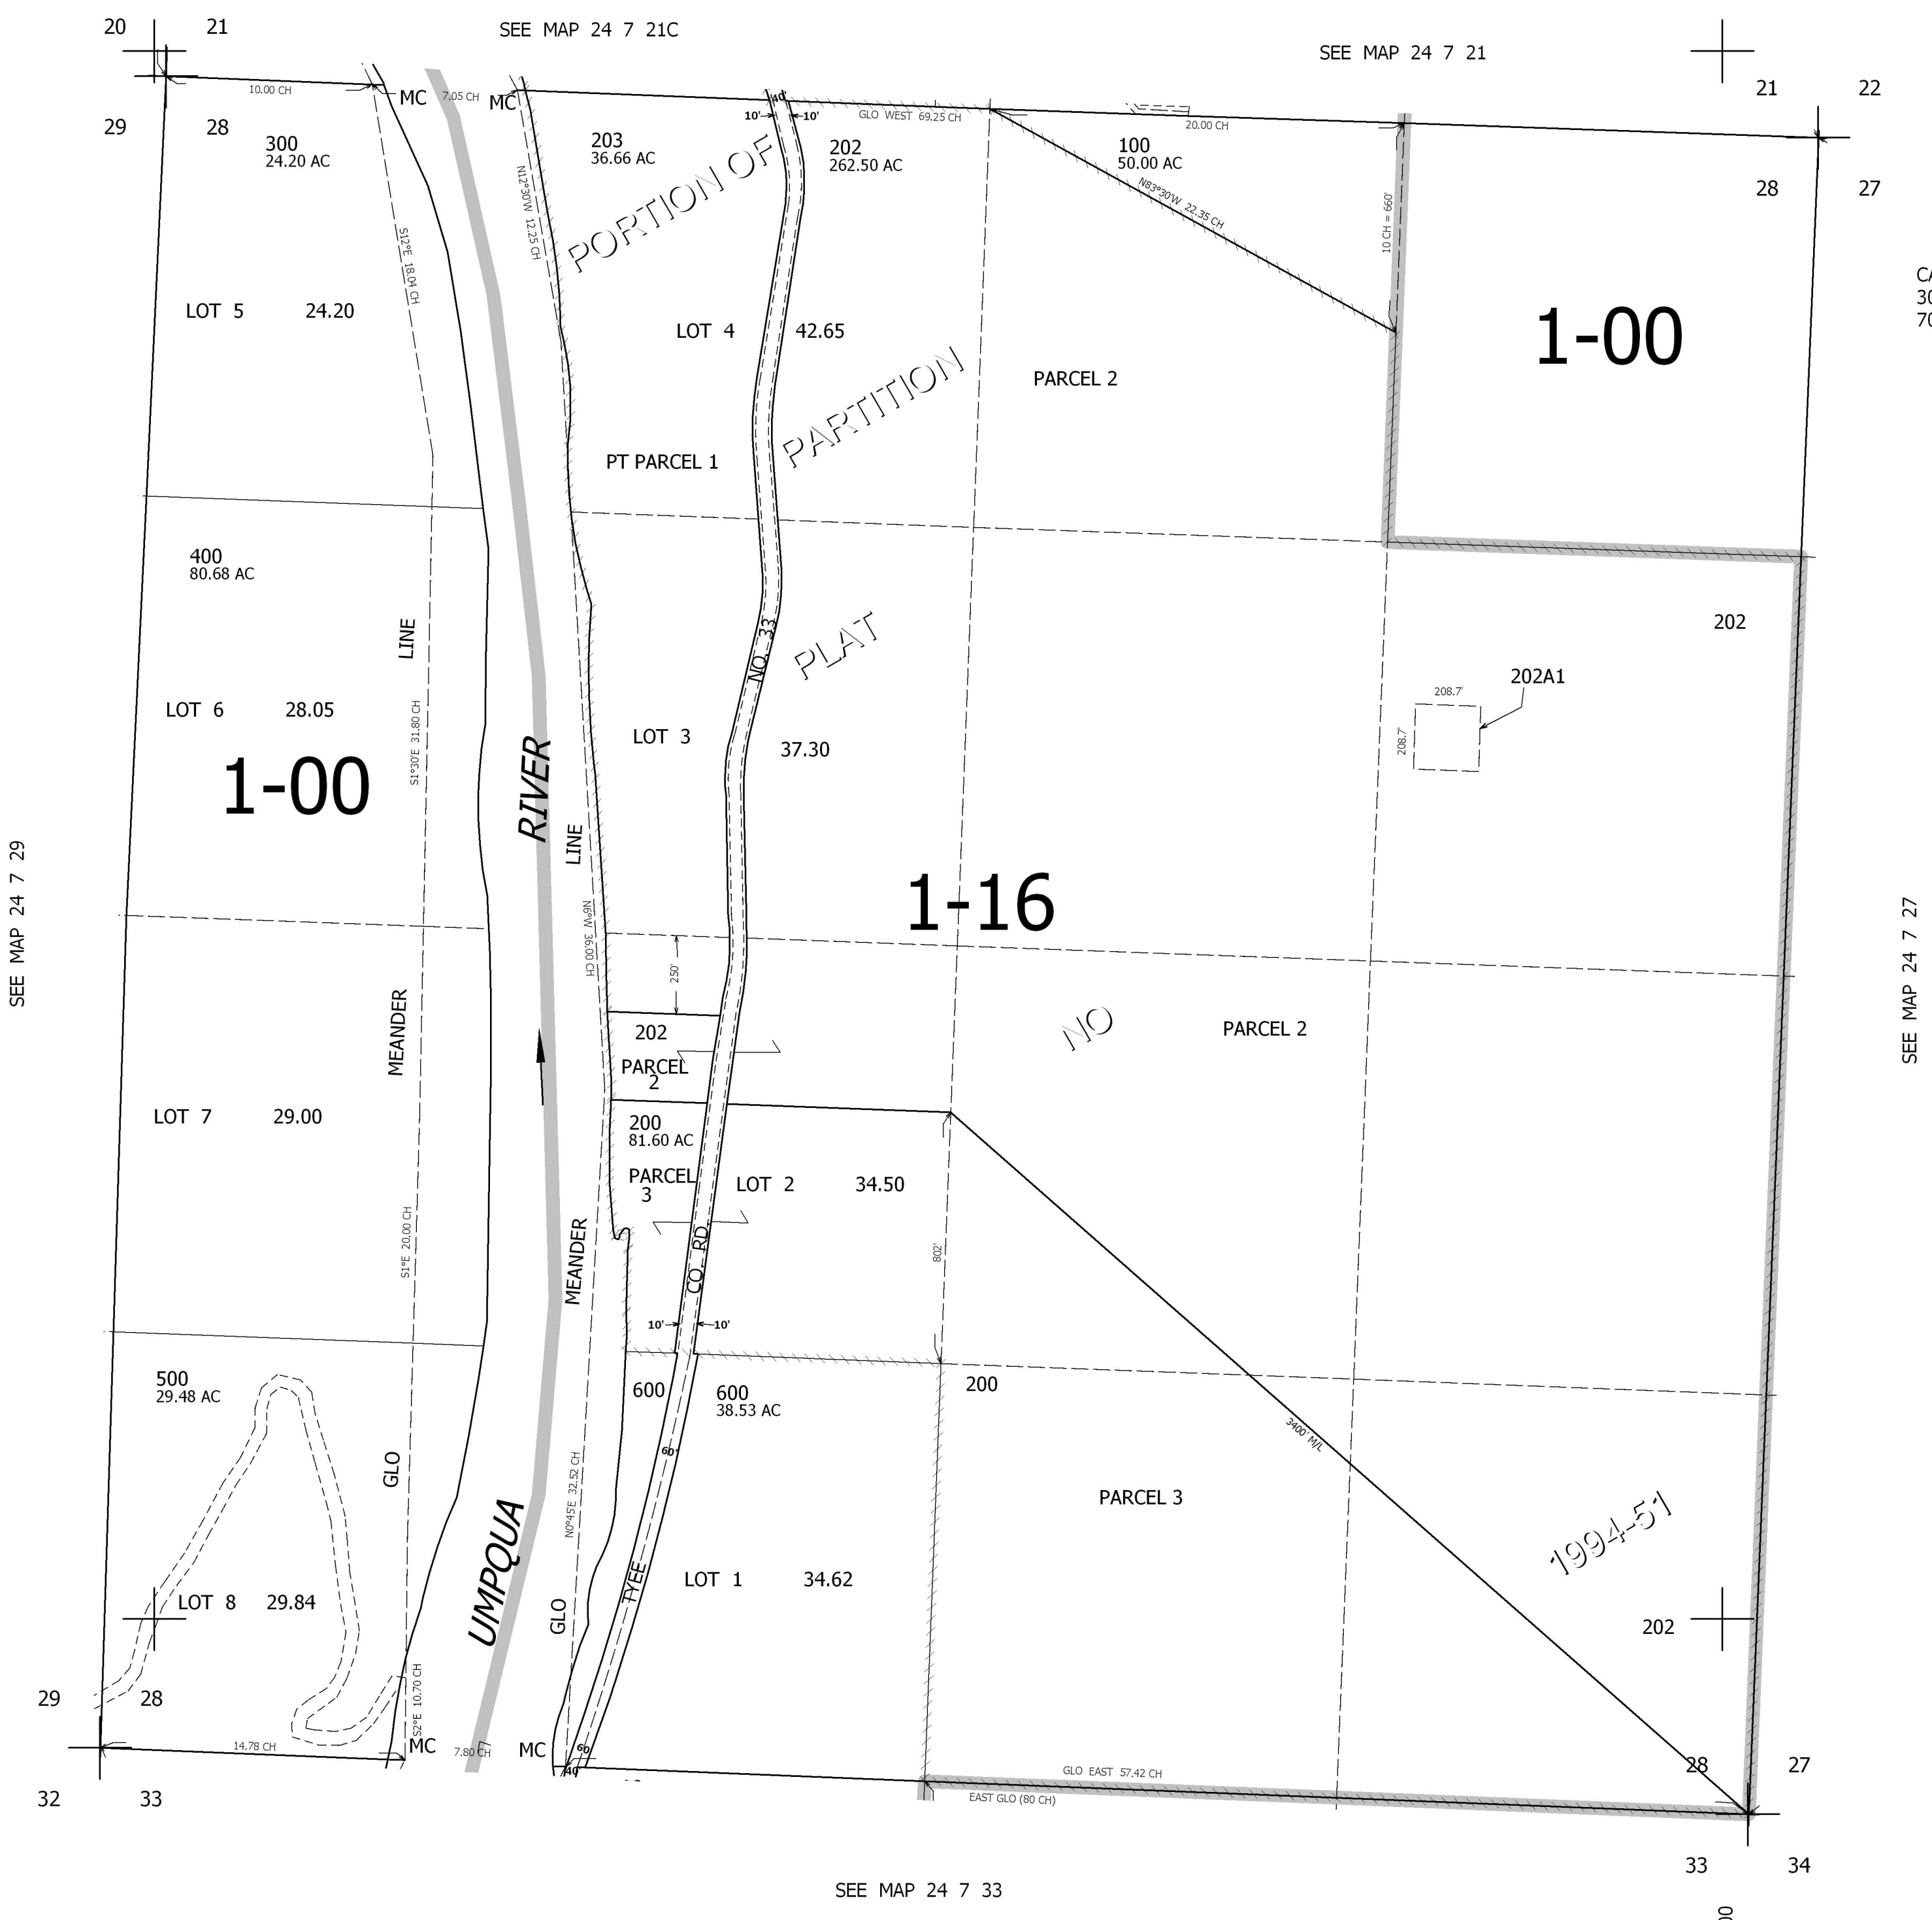 20 21
SEE MAP 24 7 21C
SEE MAP 24 7 21
21 22
10.00 CH
MC
7.05 CH
MC
40'
10'
10'
GLO WEST 69.25 CH
20.00 CH
29 28
28 27
300
24.20 AC
203
36.66 AC
202
262.50 AC
100
50.00 AC
PORTION OF
N12°30'W 12.25 CH
S12°E 18.04 CH
N83°30'W 22.35 CH
10 CH = 660'
CA
30
70
LOT 5 24.20
LOT 4 42.65
1-00
PARTITION
PARCEL 2
PT PARCEL 1
400
80.68 AC
LINE
NO. 33
PLAT
202
202A1
208.7'
208.7'
LOT 6 28.05
S1°30'E 31.80 CH
LOT 3 37.30
1-00
RIVER
LINE
1-16
SEE MAP 24 7 29
SEE MAP 24 7 27
N6°W 36.00 CH
250'
MEANDER
202
PARCEL
2
NO
PARCEL 2
LOT 7 29.00
200
81.60 AC
PARCEL
3
LOT 2 34.50
S1°E 20.00 CH
MEANDER
CO. RD.
802'
10'
10'
500
29.48 AC
600
600
38.53 AC
200
3400' M/L
60'
GLO
N0°45'E 32.52 CH
PARCEL 3
1994-51
UMPQUA
TYEE
LOT 1 34.62
LOT 8 29.84
GLO
202
29 28
S2°E 10.70 CH
14.78 CH
MC
7.80 CH
MC
60
40'
GLO EAST 57.42 CH
EAST GLO (80 CH)
28 27
32 33
33 34
SEE MAP 24 7 33
00